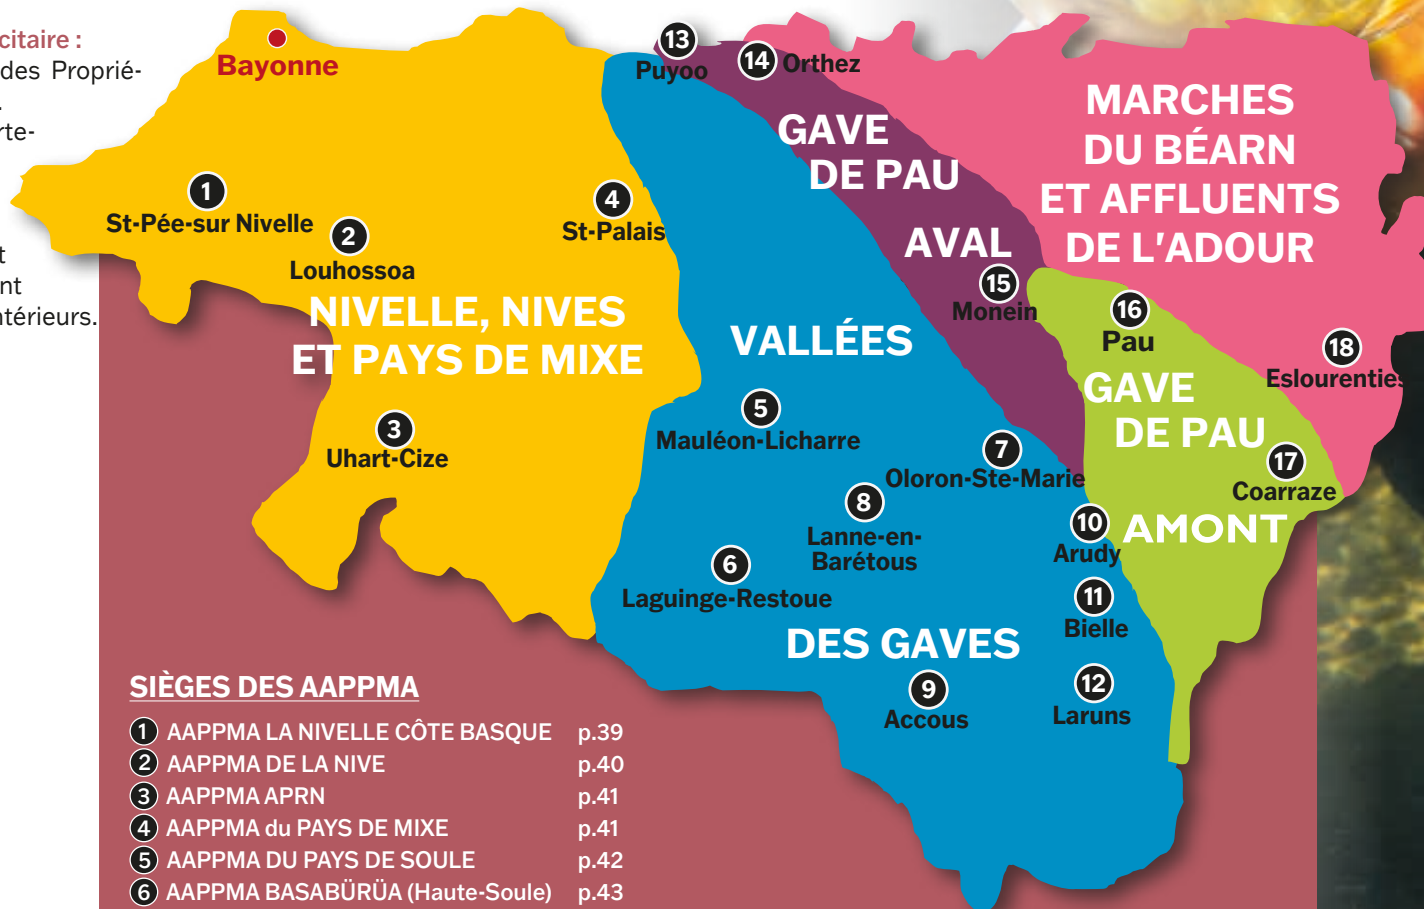 citaire :
des Proprié-
.
rte-
t
nt
ntérieurs.
Bayonne
1
St-Pée-sur Nivelle
2
Louhossoa
NIVELLE, NIVES
ET PAYS DE MIXE
3
Uhart-Cize
4
St-Palais
13
Puyoo
14 Orthez
GAVE
DE PAU
AVAL
15
Monein
MARCHES
DU BÉARN
ET AFFLUENTS
DE L'ADOUR
18
Eslourenties
VALLÉES
5
Mauléon-Licharre
7
Oloron-Ste-Marie
8
Lanne-en-
Barétous
6
Laguinge-Restoue
DES GAVES
9
Accous
10
Arudy
11
Bielle
12
Laruns
16
Pau
GAVE
DE PAU
17
Coarraze
AMONT
SIÈGES DES AAPPMA
1 AAPPMA LA NIVELLE CÔTE BASQUE p.39
2 AAPPMA DE LA NIVE p.40
3 AAPPMA APRN p.41
4 AAPPMA du PAYS DE MIXE p.41
5 AAPPMA DU PAYS DE SOULE p.42
6 AAPPMA BASABÜRÜA (Haute-Soule) p.43